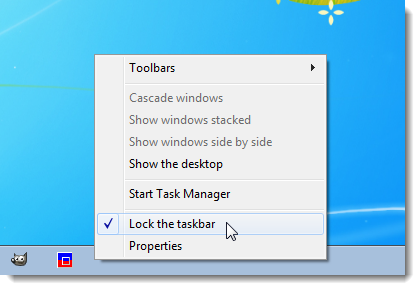 Toolbars
Cascade windows
Show windows stacked
Show windows side by side
Show the desktop
Start Task Manager
Lock the taskbar
Properties